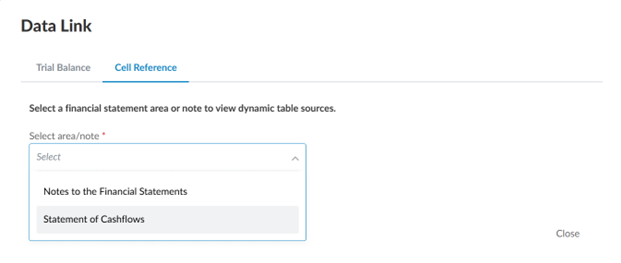 Data Link
Trial Balance Cell Reference
Select a financial statement area or note to view dynamic table sources.
Select area/note *
Select
Notes to the Financial Statements
Statement of Cashflows
Close